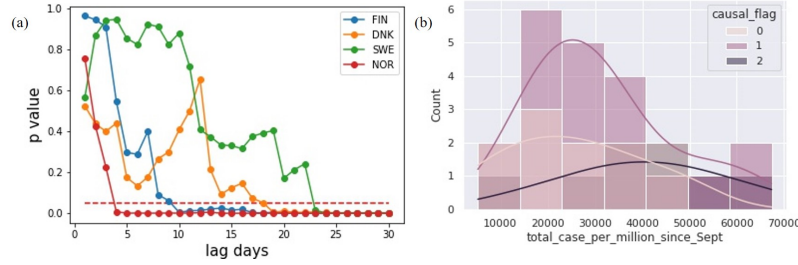 (a)
1.0
0.8
0.6
0.4
0.2
0.0
p value
0 5 10 15 20 25 30
lag days
FIN
DNK
SWE
NOR
(b)
6
5
4
3
2
1
0
Count
10000 20000 30000 40000 50000 60000 70000
total_case_per_million_since_Sept
causal_flag
0
1
2